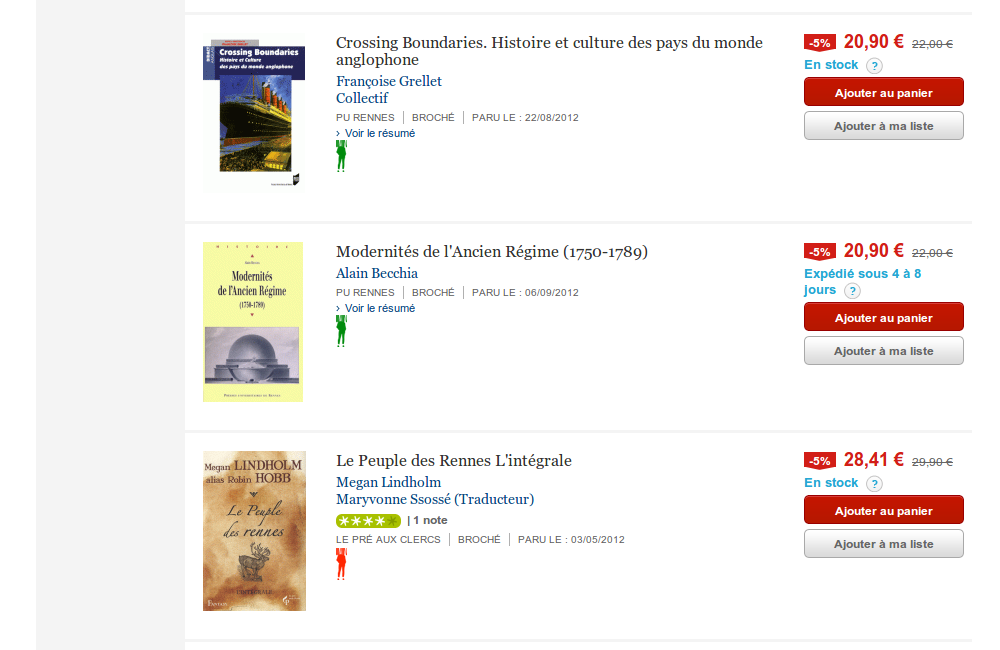 Crossing Boundaries
Histoire et Culture
des pays du monde anglophone
Crossing Boundaries. Histoire et culture des pays du monde
anglophone
Françoise Grellet
Collectif
PU RENNES | BROCHÉ | PARU LE : 22/08/2012
› Voir le résumé
-5% 20,90 € 22,00 €
En stock ?
Ajouter au panier
Ajouter à ma liste
HISTOIRE
Modernités
de l'Ancien Régime
(1750-1789)
PRESSES UNIVERSITAIRES DE RENNES
Modernités de l'Ancien Régime (1750-1789)
Alain Becchia
PU RENNES | BROCHÉ | PARU LE : 06/09/2012
› Voir le résumé
-5% 20,90 € 22,00 €
Expédié sous 4 à 8
jours ?
Ajouter au panier
Ajouter à ma liste
Megan LINDHOLM
alias Robin HOBB
Le Peuple
des rennes
L'INTÉGRALE
FANTASY
Le Peuple des Rennes L'intégrale
Megan Lindholm
Maryvonne Ssossé (Traducteur)
| 1 note
LE PRÉ AUX CLERCS | BROCHÉ | PARU LE : 03/05/2012
-5% 28,41 € 29,90 €
En stock ?
Ajouter au panier
Ajouter à ma liste